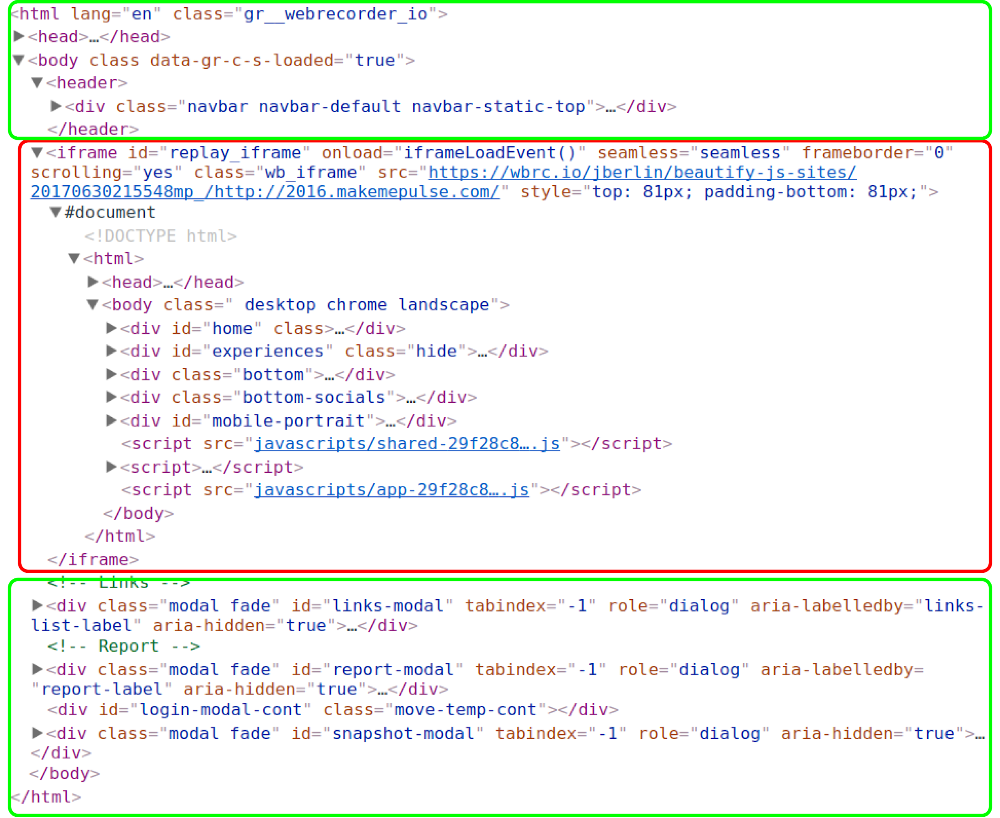 <html lang="en" class="gr__webrecorder_io">
▶<head>…</head>
▼<body class data-gr-c-s-loaded="true">
▼<header>
▶<div class="navbar navbar-default navbar-static-top">…</div>
</header>
▼<iframe id="replay_iframe" onload="iframeLoadEvent()" seamless="seamless" frameborder="0"
scrolling="yes" class="wb_iframe" src="https://wbrc.io/jberlin/beautify-js-sites/
20170630215548mp_/http://2016.makemepulse.com/" style="top: 81px; padding-bottom: 81px;">
▼#document
<!DOCTYPE html>
▼<html>
▶<head>…</head>
▼<body class=" desktop chrome landscape">
▶<div id="home" class>…</div>
▶<div id="experiences" class="hide">…</div>
▶<div class="bottom">…</div>
▶<div class="bottom-socials">…</div>
▶<div id="mobile-portrait">…</div>
<script src="javascripts/shared-29f28c8….js"></script>
▶<script>…</script>
<script src="javascripts/app-29f28c8….js"></script>
</body>
</html>
</iframe>
<!-- Links -->
▶<div class="modal fade" id="links-modal" tabindex="-1" role="dialog" aria-labelledby="links-
list-label" aria-hidden="true">…</div>
<!-- Report -->
▶<div class="modal fade" id="report-modal" tabindex="-1" role="dialog" aria-labelledby=
"report-label" aria-hidden="true">…</div>
<div id="login-modal-cont" class="move-temp-cont"></div>
▶<div class="modal fade" id="snapshot-modal" tabindex="-1" role="dialog" aria-hidden="true">…
</div>
</body>
</html>